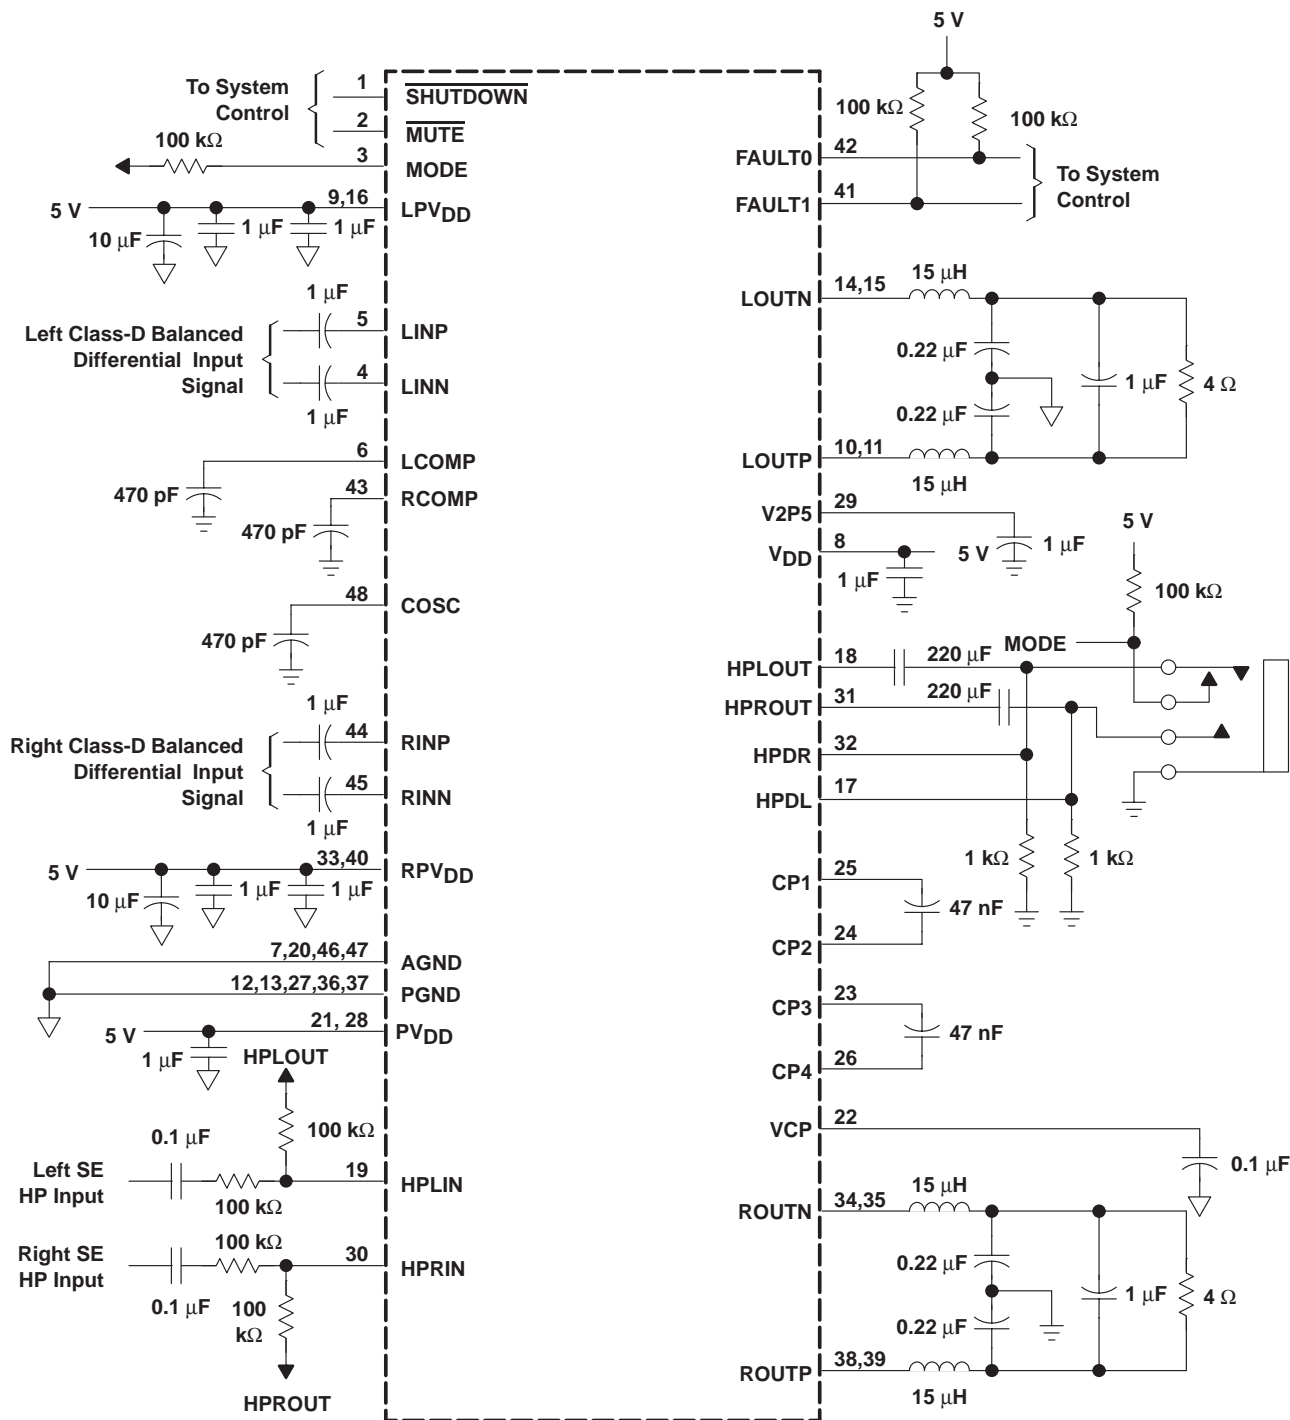 5 V
To System
Control
1
SHUTDOWN
2
MUTE
100 kΩ
3
MODE
5 V
9,16
LPVDD
10 μF
1 μF
1 μF
1 μF
Left Class-D Balanced
Differential Input
Signal
5
LINP
4
LINN
1 μF
6
LCOMP
470 pF
43
RCOMP
470 pF
48
COSC
470 pF
1 μF
Right Class-D Balanced
Differential Input
Signal
44
RINP
45
RINN
1 μF
5 V
33,40
RPVDD
10 μF
1 μF
1 μF
7,20,46,47
AGND
12,13,27,36,37
PGND
5 V
21, 28
PVDD
1 μF
HPLOUT
100 kΩ
0.1 μF
Left SE
HP Input
19
HPLIN
100 kΩ
100 kΩ
Right SE
HP Input
30
HPRIN
0.1 μF
100
kΩ
HPROUT
100 kΩ
100 kΩ
FAULT0
42
FAULT1
41
To System
Control
LOUTN
14,15
15 μH
0.22 μF
0.22 μF
1 μF
4 Ω
LOUTP
10,11
15 μH
V2P5
29
VDD
8
5 V
1 μF
1 μF
5 V
100 kΩ
MODE
HPLOUT
18
220 μF
HPROUT
31
220 μF
HPDR
32
HPDL
17
1 kΩ
1 kΩ
CP1
25
47 nF
CP2
24
CP3
23
47 nF
CP4
26
VCP
22
0.1 μF
ROUTN
34,35
15 μH
0.22 μF
0.22 μF
1 μF
4 Ω
ROUTP
38,39
15 μH